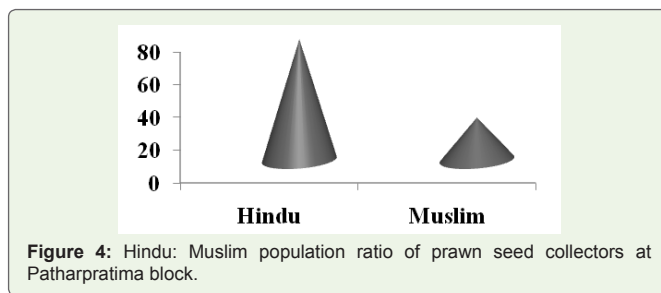 80
60
40
20
0
Hindu Muslim
Figure 4: Hindu: Muslim population ratio of prawn seed collectors at
Patharpratima block.